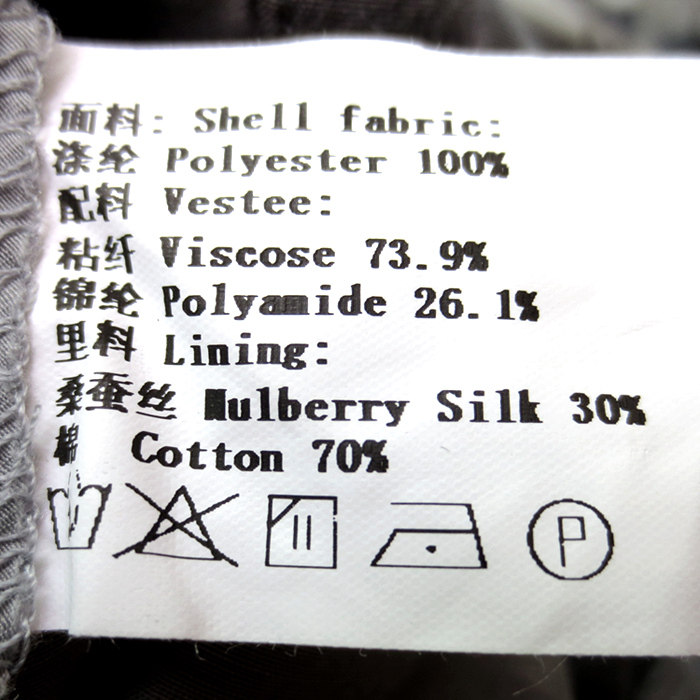 面料: Shell fabric:
涤纶 Polyester 100%
配料 Vestee:
粘纤 Viscose 73.9%
锦纶 Polyamide 26.1%
里料 Lining:
桑蚕丝 Mulberry Silk 30%
棉 Cotton 70%
P